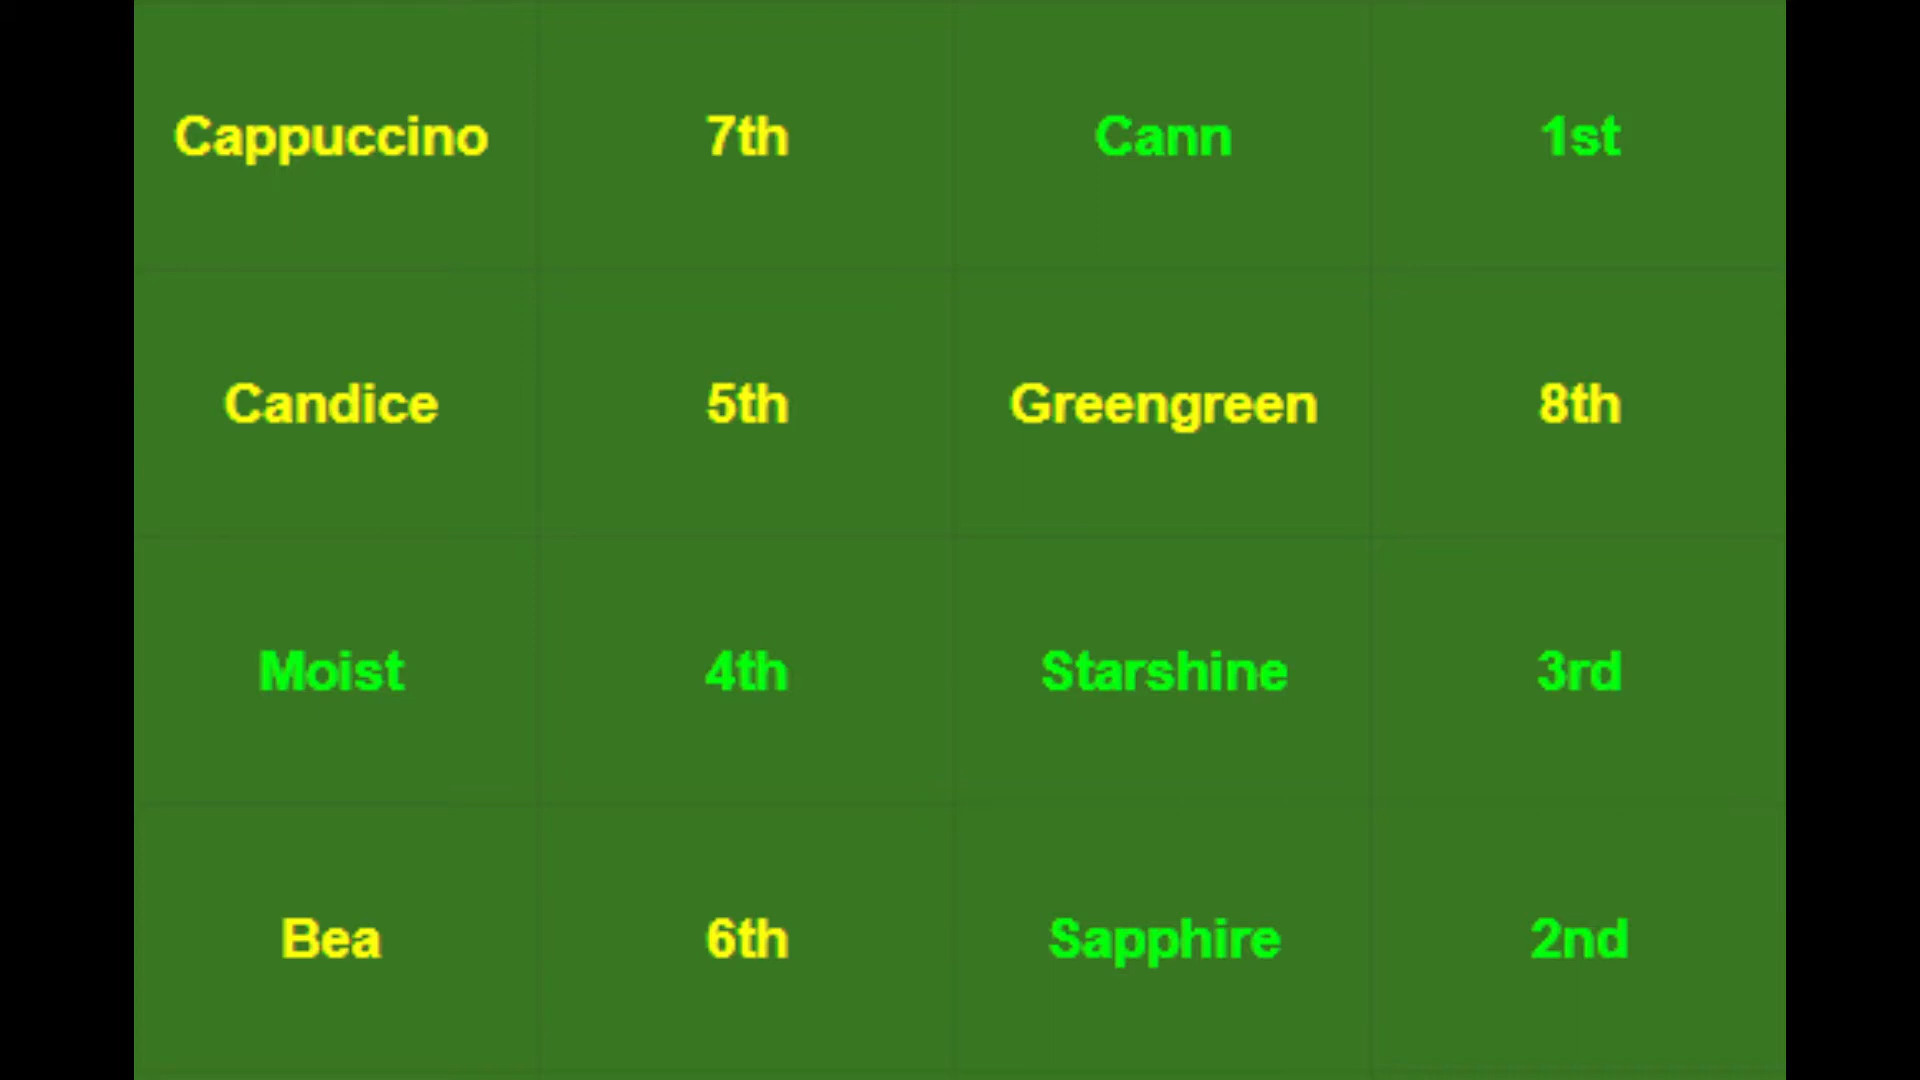 Cappuccino 7th Cann 1st
Candice 5th Greengreen 8th
Moist 4th Starshine 3rd
Bea 6th Sapphire 2nd